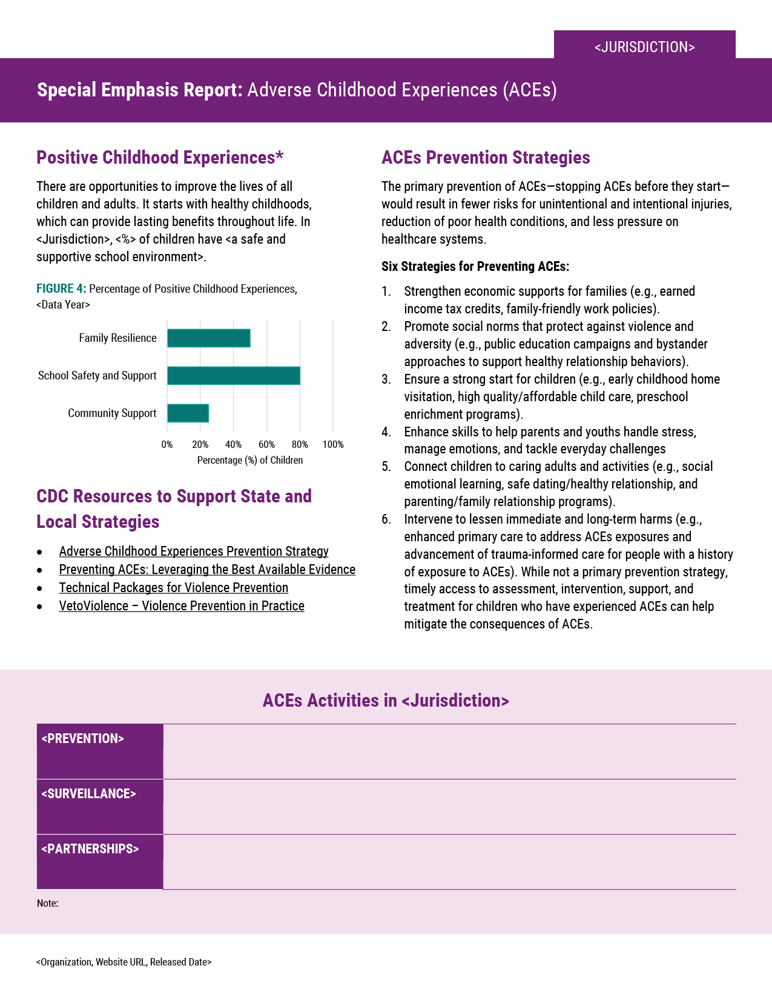 <JURISDICTION>
Special Emphasis Report: Adverse Childhood Experiences (ACEs)
Positive Childhood Experiences*
There are opportunities to improve the lives of all
children and adults. It starts with healthy childhoods,
which can provide lasting benefits throughout life. In
<Jurisdiction>, <%> of children have <a safe and
supportive school environment>.
FIGURE 4: Percentage of Positive Childhood Experiences,
<Data Year>
Family Resilience
School Safety and Support
Community Support
0% 20% 40% 60% 80% 100%
Percentage (%) of Children
CDC Resources to Support State and
Local Strategies
• Adverse Childhood Experiences Prevention Strategy
• Preventing ACEs: Leveraging the Best Available Evidence
• Technical Packages for Violence Prevention
• VetoViolence – Violence Prevention in Practice
ACEs Prevention Strategies
The primary prevention of ACEs—stopping ACEs before they start—
would result in fewer risks for unintentional and intentional injuries,
reduction of poor health conditions, and less pressure on
healthcare systems.
Six Strategies for Preventing ACEs:
1. Strengthen economic supports for families (e.g., earned
income tax credits, family-friendly work policies).
2. Promote social norms that protect against violence and
adversity (e.g., public education campaigns and bystander
approaches to support healthy relationship behaviors).
3. Ensure a strong start for children (e.g., early childhood home
visitation, high quality/affordable child care, preschool
enrichment programs).
4. Enhance skills to help parents and youths handle stress,
manage emotions, and tackle everyday challenges
5. Connect children to caring adults and activities (e.g., social
emotional learning, safe dating/healthy relationship, and
parenting/family relationship programs).
6. Intervene to lessen immediate and long-term harms (e.g.,
enhanced primary care to address ACEs exposures and
advancement of trauma-informed care for people with a history
of exposure to ACEs). While not a primary prevention strategy,
timely access to assessment, intervention, support, and
treatment for children who have experienced ACEs can help
mitigate the consequences of ACEs.
ACEs Activities in <Jurisdiction>
<PREVENTION>
<SURVEILLANCE>
<PARTNERSHIPS>
Note:
<Organization, Website URL, Released Date>